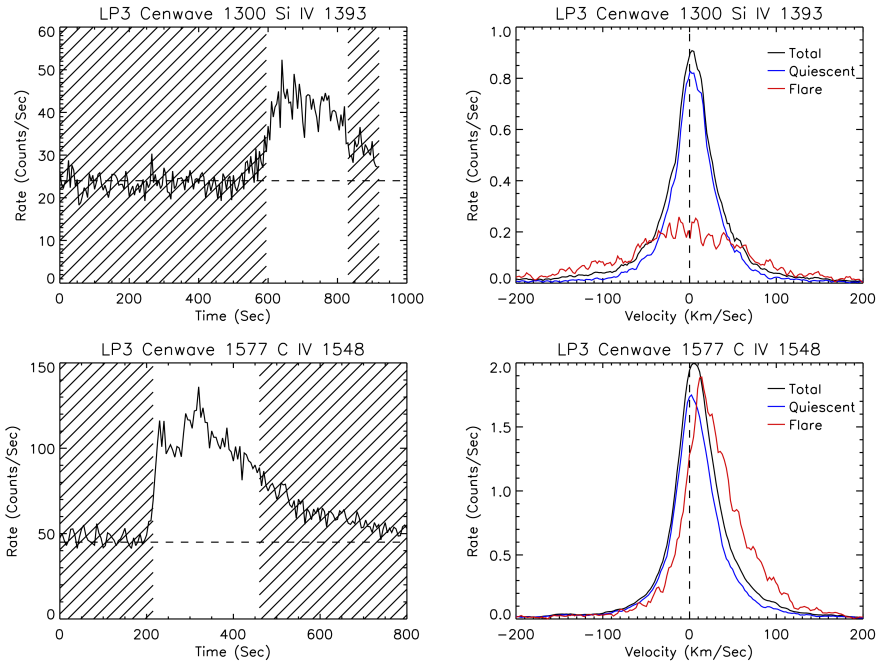 LP3 Cenwave 1300 Si IV 1393
Rate (Counts/Sec)
60
50
40
30
20
10
0
0 200 400 600 800 1000
Time (Sec)
LP3 Cenwave 1300 Si IV 1393
Rate (Counts/Sec)
1.0
0.8
0.6
0.4
0.2
0.0
Total
Quiescent
Flare
−200 −100 0 100 200
Velocity (Km/Sec)
LP3 Cenwave 1577 C IV 1548
Rate (Counts/Sec)
150
100
50
0
0 200 400 600 800
Time (Sec)
LP3 Cenwave 1577 C IV 1548
Rate (Counts/Sec)
2.0
1.5
1.0
0.5
0.0
Total
Quiescent
Flare
−200 −100 0 100 200
Velocity (Km/Sec)